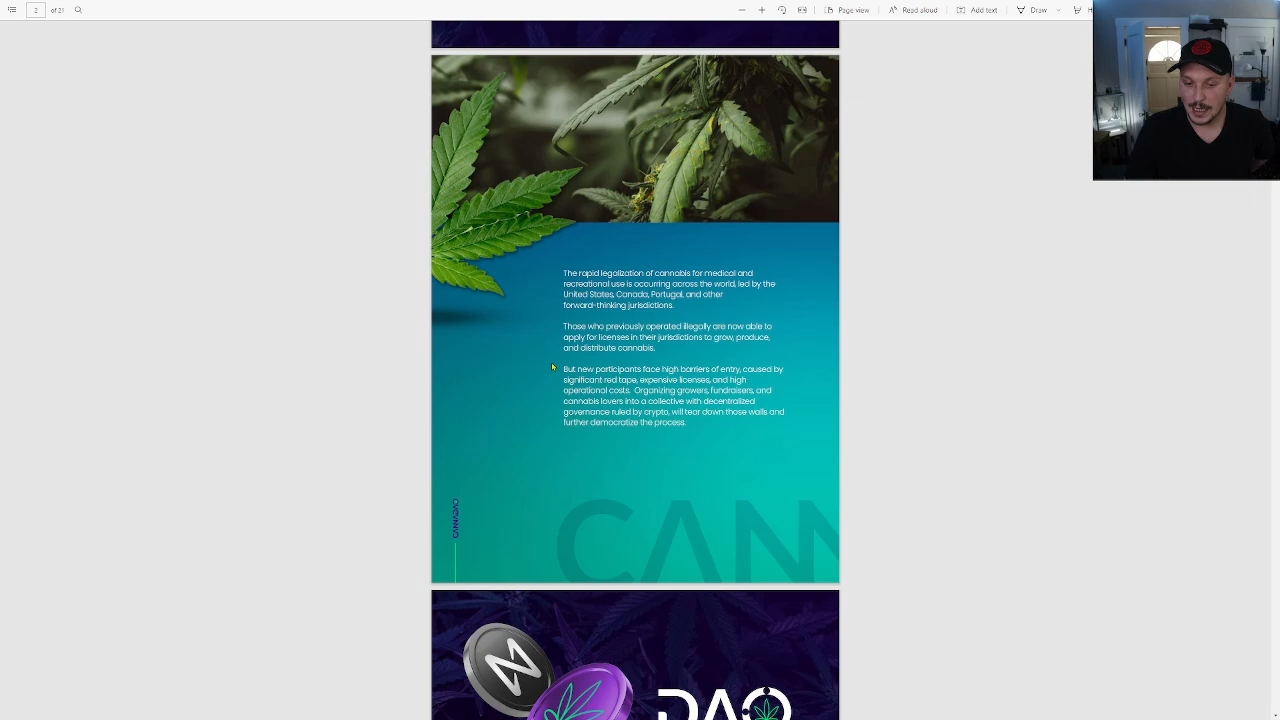 2 of 21
Page view
Read aloud
Add text
Draw
The rapid legalization of cannabis for medical and
recreational use is occurring across the world, led by the
United States, Canada, Portugal, and other
forward-thinking jurisdictions.
Those who previously operated illegally are now able to
apply for licenses in their jurisdictions to grow, produce,
and distribute cannabis.
But new participants face high barriers of entry, caused by
significant red tape, expensive licenses, and high
operational costs. Organizing growers, fundraisers, and
cannabis lovers into a collective with decentralized
governance ruled by crypto, will tear down those walls and
further democratize the process.
CANNADAO
CANN
DAO